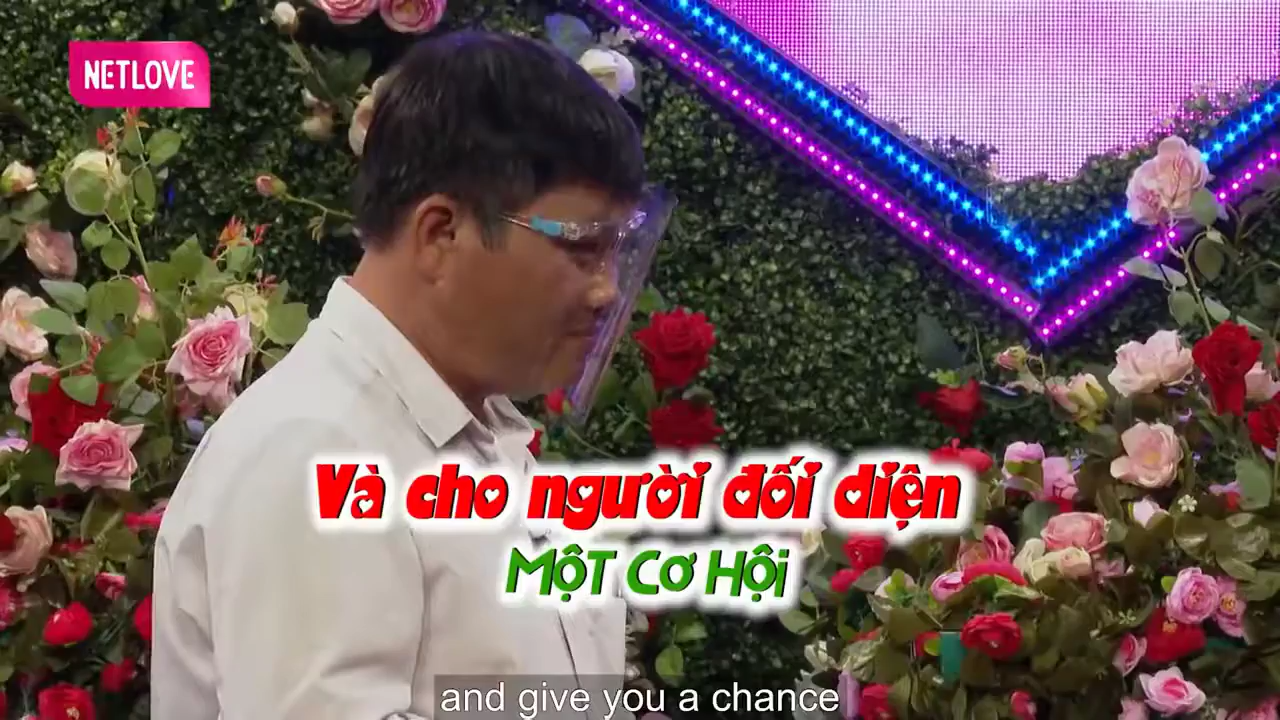 NETLOVE
Và cho người đối diện
MỘT CƠ HỘI
and give you a chance